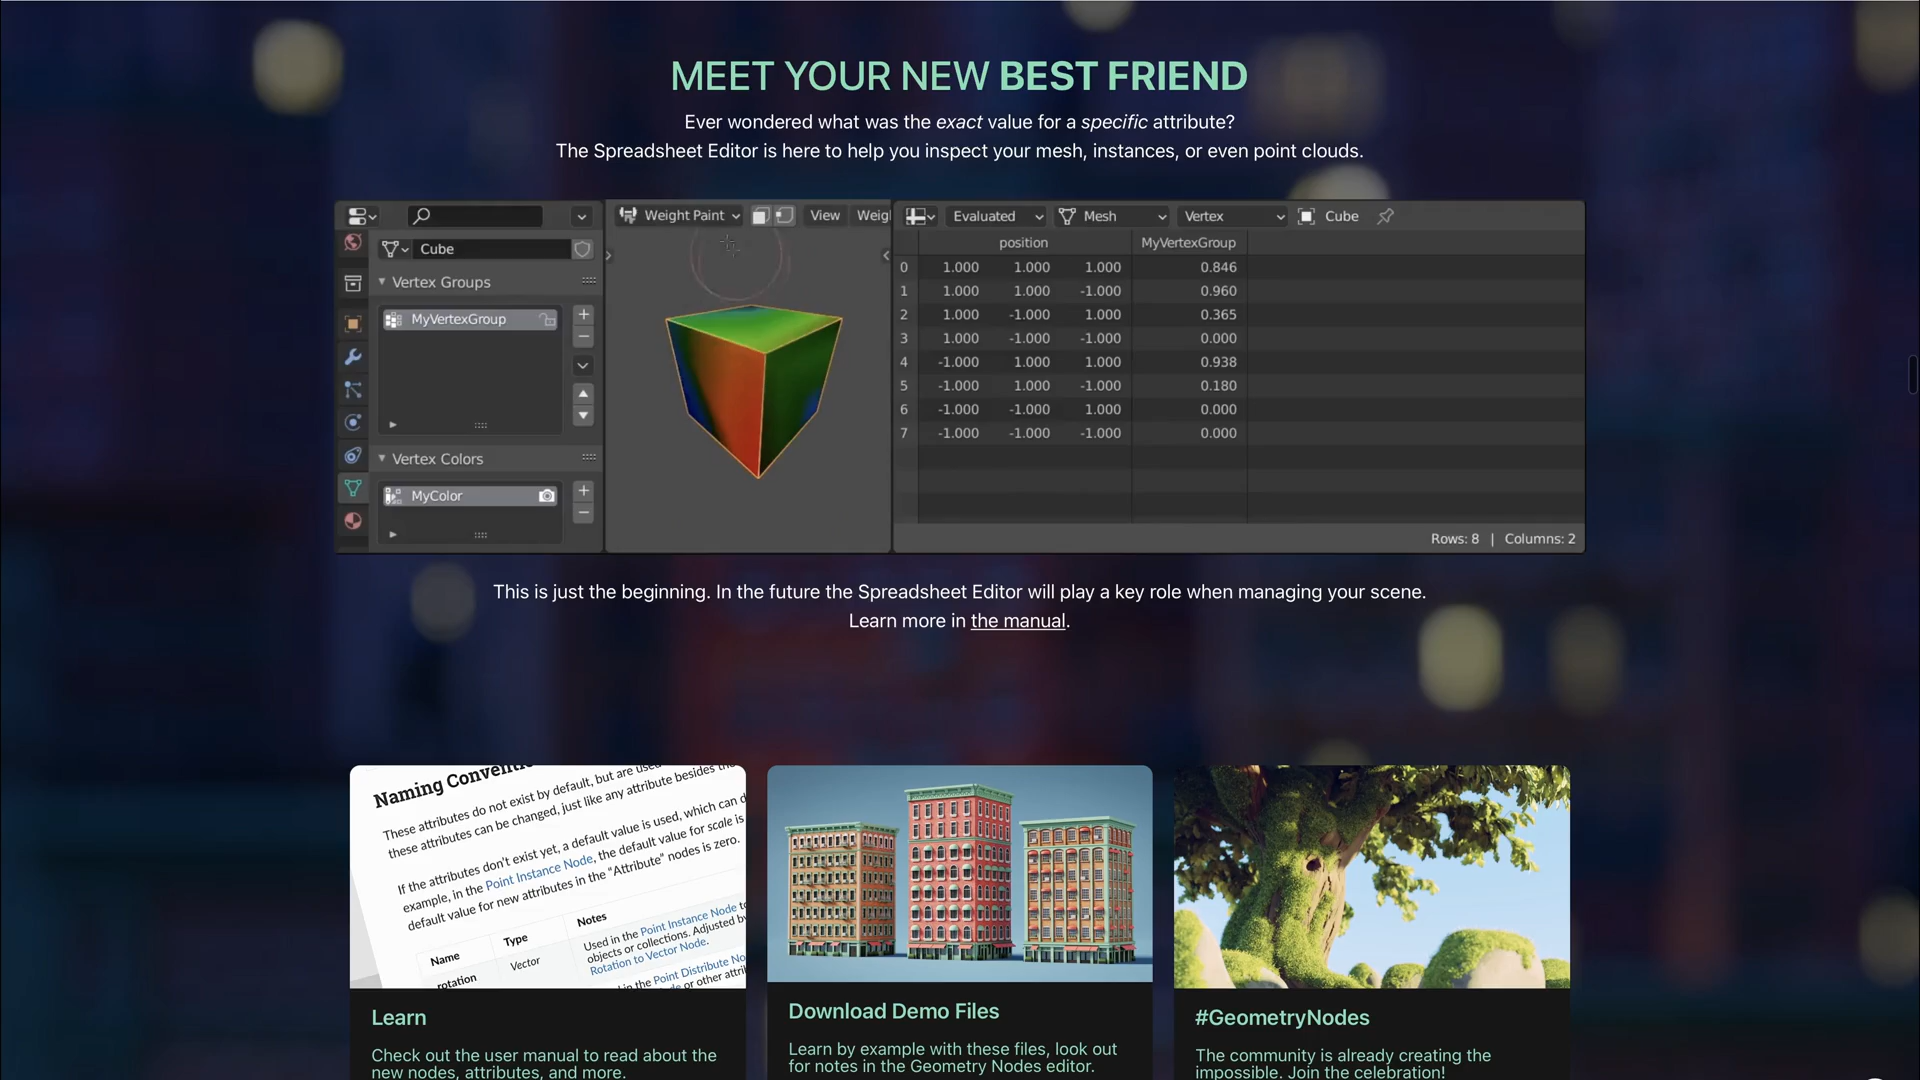 MEET YOUR NEW BEST FRIEND
Ever wondered what was the exact value for a specific attribute?
The Spreadsheet Editor is here to help you inspect your mesh, instances, or even point clouds.
Cube
Vertex Groups
MyVertexGroup
Vertex Colors
MyColor
Weight Paint View Weig
Evaluated Mesh Vertex Cube
position MyVertexGroup
0 1.000 1.000 1.000 0.846
1 1.000 1.000 -1.000 0.960
2 1.000 -1.000 1.000 0.365
3 1.000 -1.000 -1.000 0.000
4 -1.000 1.000 1.000 0.938
5 -1.000 1.000 -1.000 0.180
6 -1.000 -1.000 1.000 0.000
7 -1.000 -1.000 -1.000 0.000
Rows: 8 | Columns: 2
This is just the beginning. In the future the Spreadsheet Editor will play a key role when managing your scene.
Learn more in the manual.
Naming
These attributes do not exist by default, but are used
these attributes can be changed, just like any attribute besides
If the attributes don't exist yet, a default value is used, which can
example, in the Point Instance Node, the default value for scale is
default value for new attributes in the "Attribute" nodes is zero.
Name Type Notes
rotation Vector Used in the Point Instance Node to
objects or collections. Adjusted by
Rotation to Vector Node.
in the Point Distribute
or other
Learn
Check out the user manual to read about the
new nodes, attributes, and more.
Download Demo Files
Learn by example with these files, look out
for notes in the Geometry Nodes editor.
#GeometryNodes
The community is already creating the
impossible. Join the celebration!